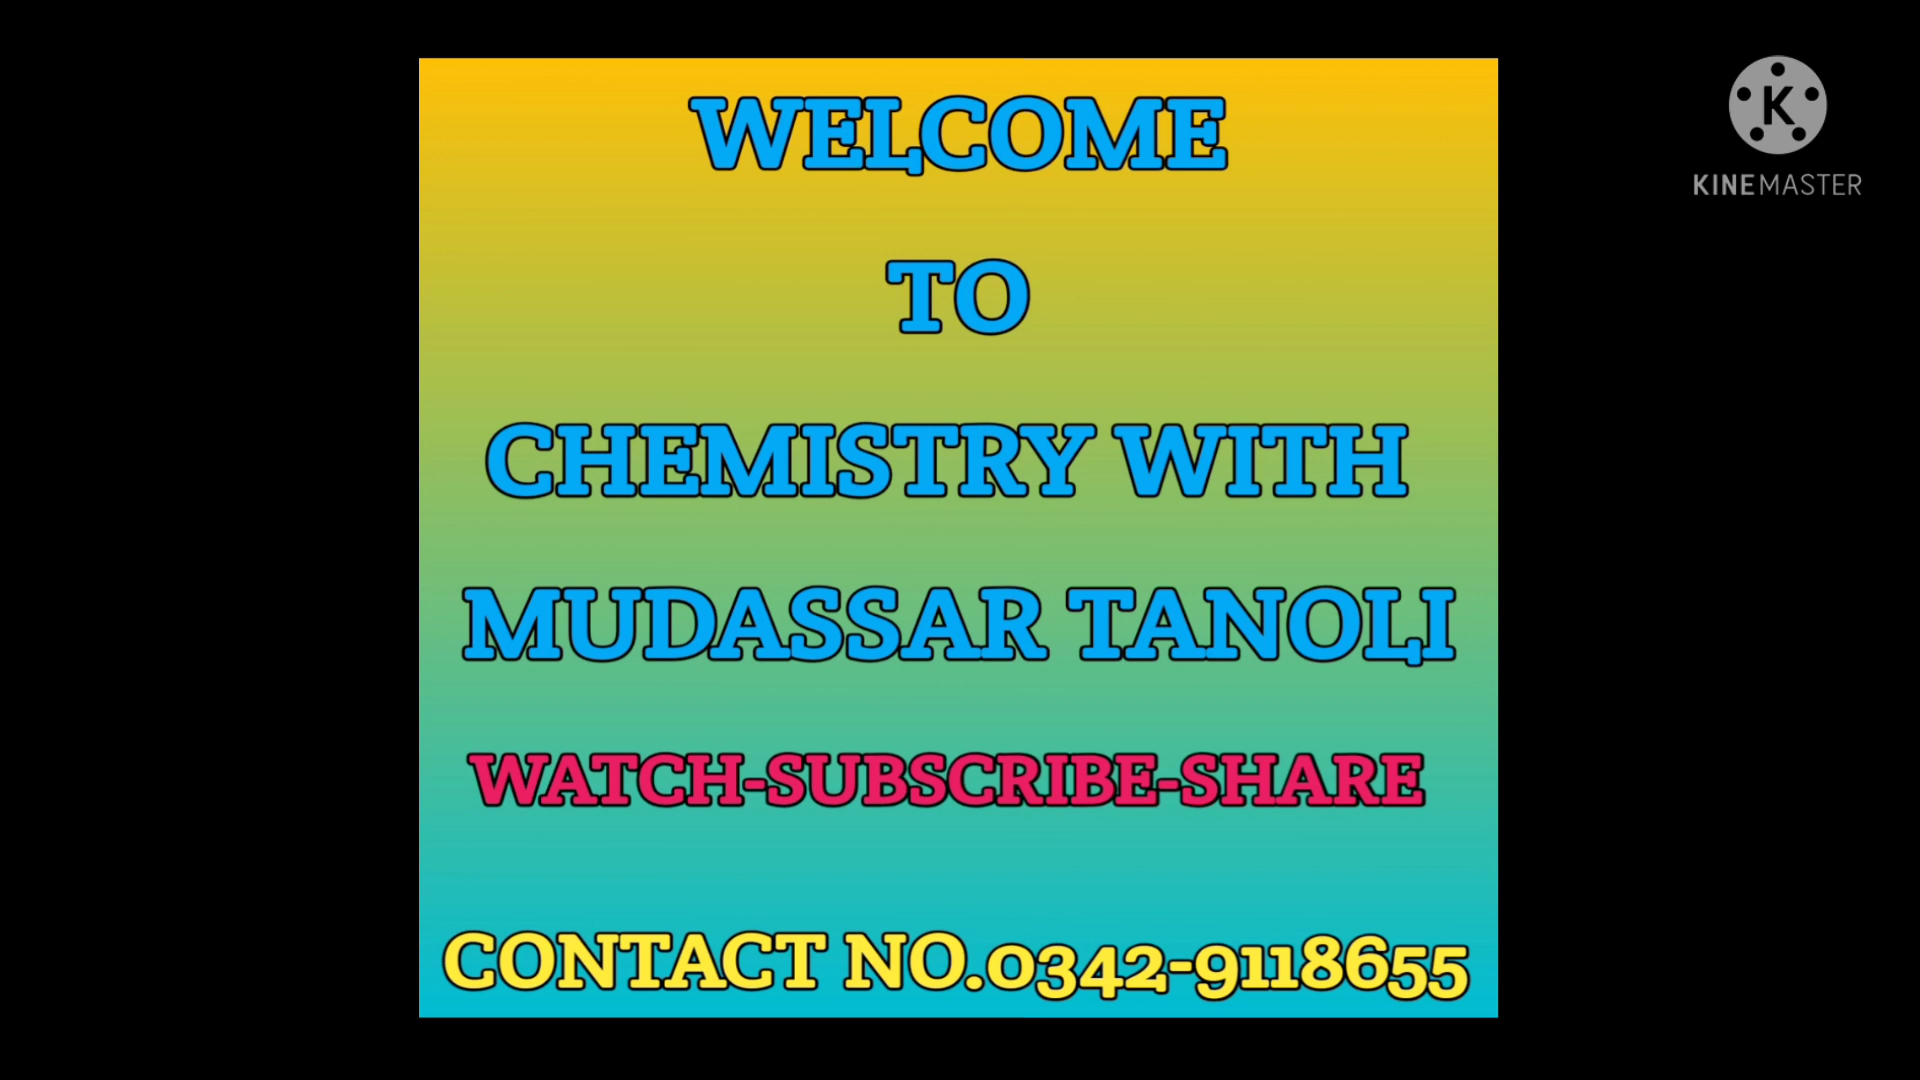 WELCOME
TO
CHEMISTRY WITH
MUDASSAR TANOLI
WATCH-SUBSCRIBE-SHARE
CONTACT NO.0342-9118655
K
KINEMASTER